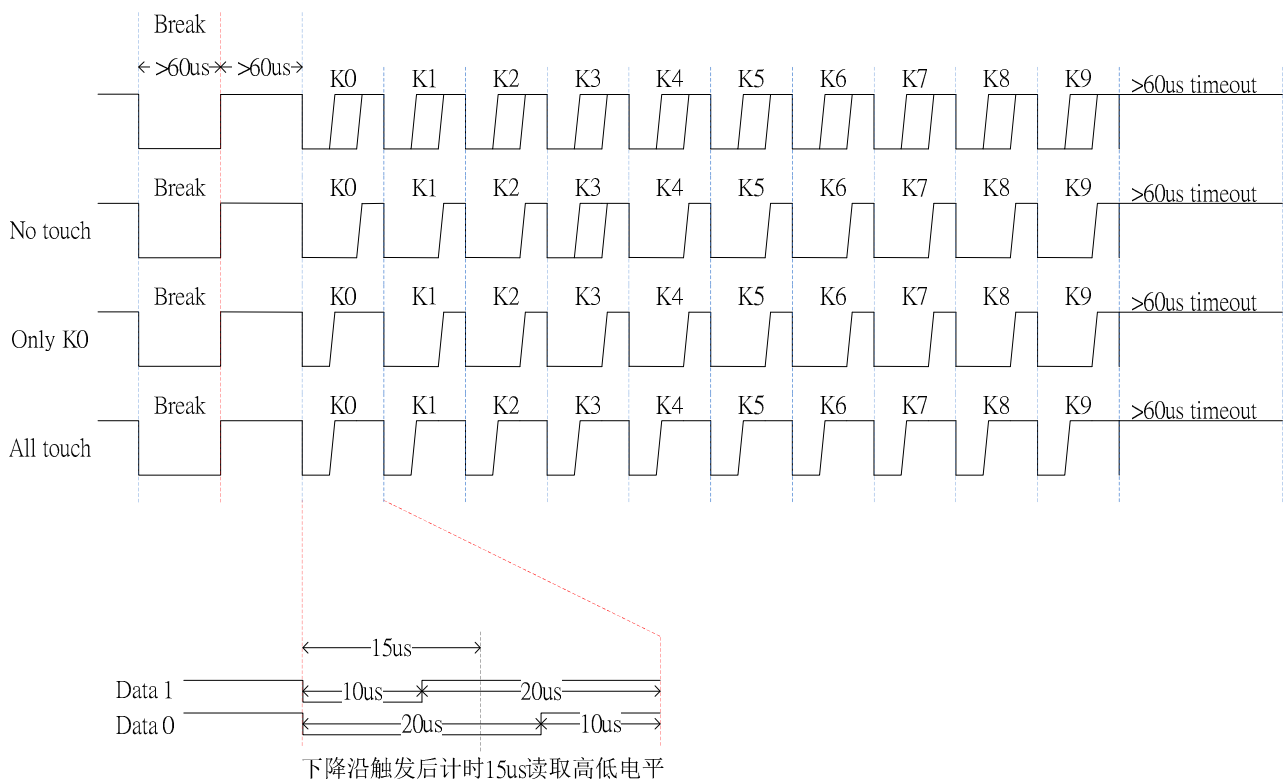 Break
>60us >60us
K0 K1 K2 K3 K4 K5 K6 K7 K8 K9 >60us timeout
Break K0 K1 K2 K3 K4 K5 K6 K7 K8 K9 >60us timeout
No touch
Break K0 K1 K2 K3 K4 K5 K6 K7 K8 K9 >60us timeout
Only K0
Break K0 K1 K2 K3 K4 K5 K6 K7 K8 K9 >60us timeout
All touch
15us
Data 1 10us 20us
Data 0 20us 10us
下降沿触发后计时15us读取高低电平